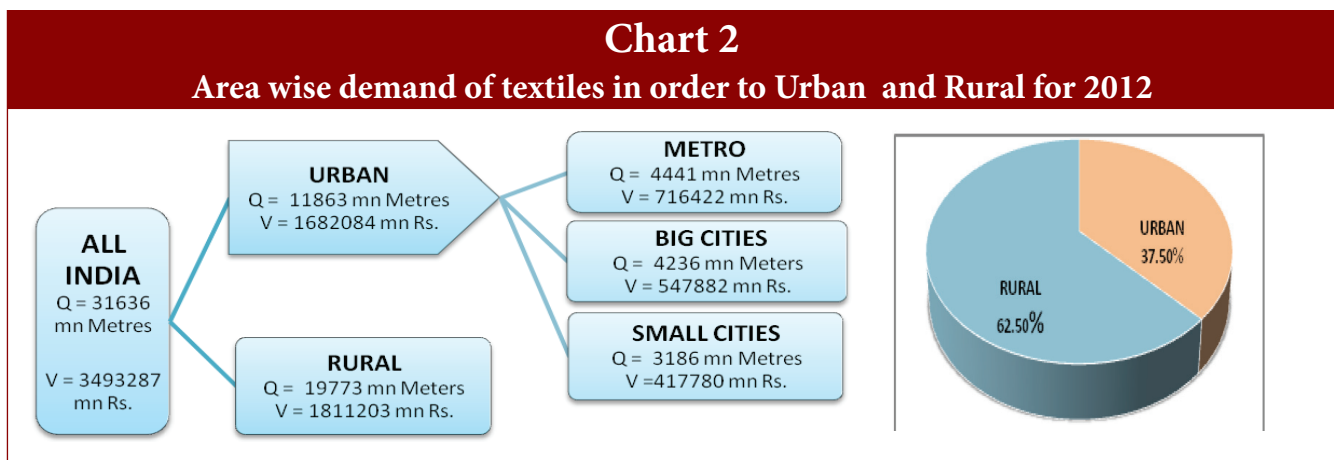 Chart 2
Area wise demand of textiles in order to Urban and Rural for 2012
ALL
INDIA
Q = 31636
mn Metres
V = 3493287
mn Rs.
URBAN
Q = 11863 mn Metres
V = 1682084 mn Rs.
RURAL
Q = 19773 mn Meters
V = 1811203 mn Rs.
METRO
Q = 4441 mn Metres
V = 716422 mn Rs.
BIG CITIES
Q = 4236 mn Meters
V = 547882 mn Rs.
SMALL CITIES
Q = 3186 mn Metres
V =417780 mn Rs.
URBAN
37.50%
RURAL
62.50%